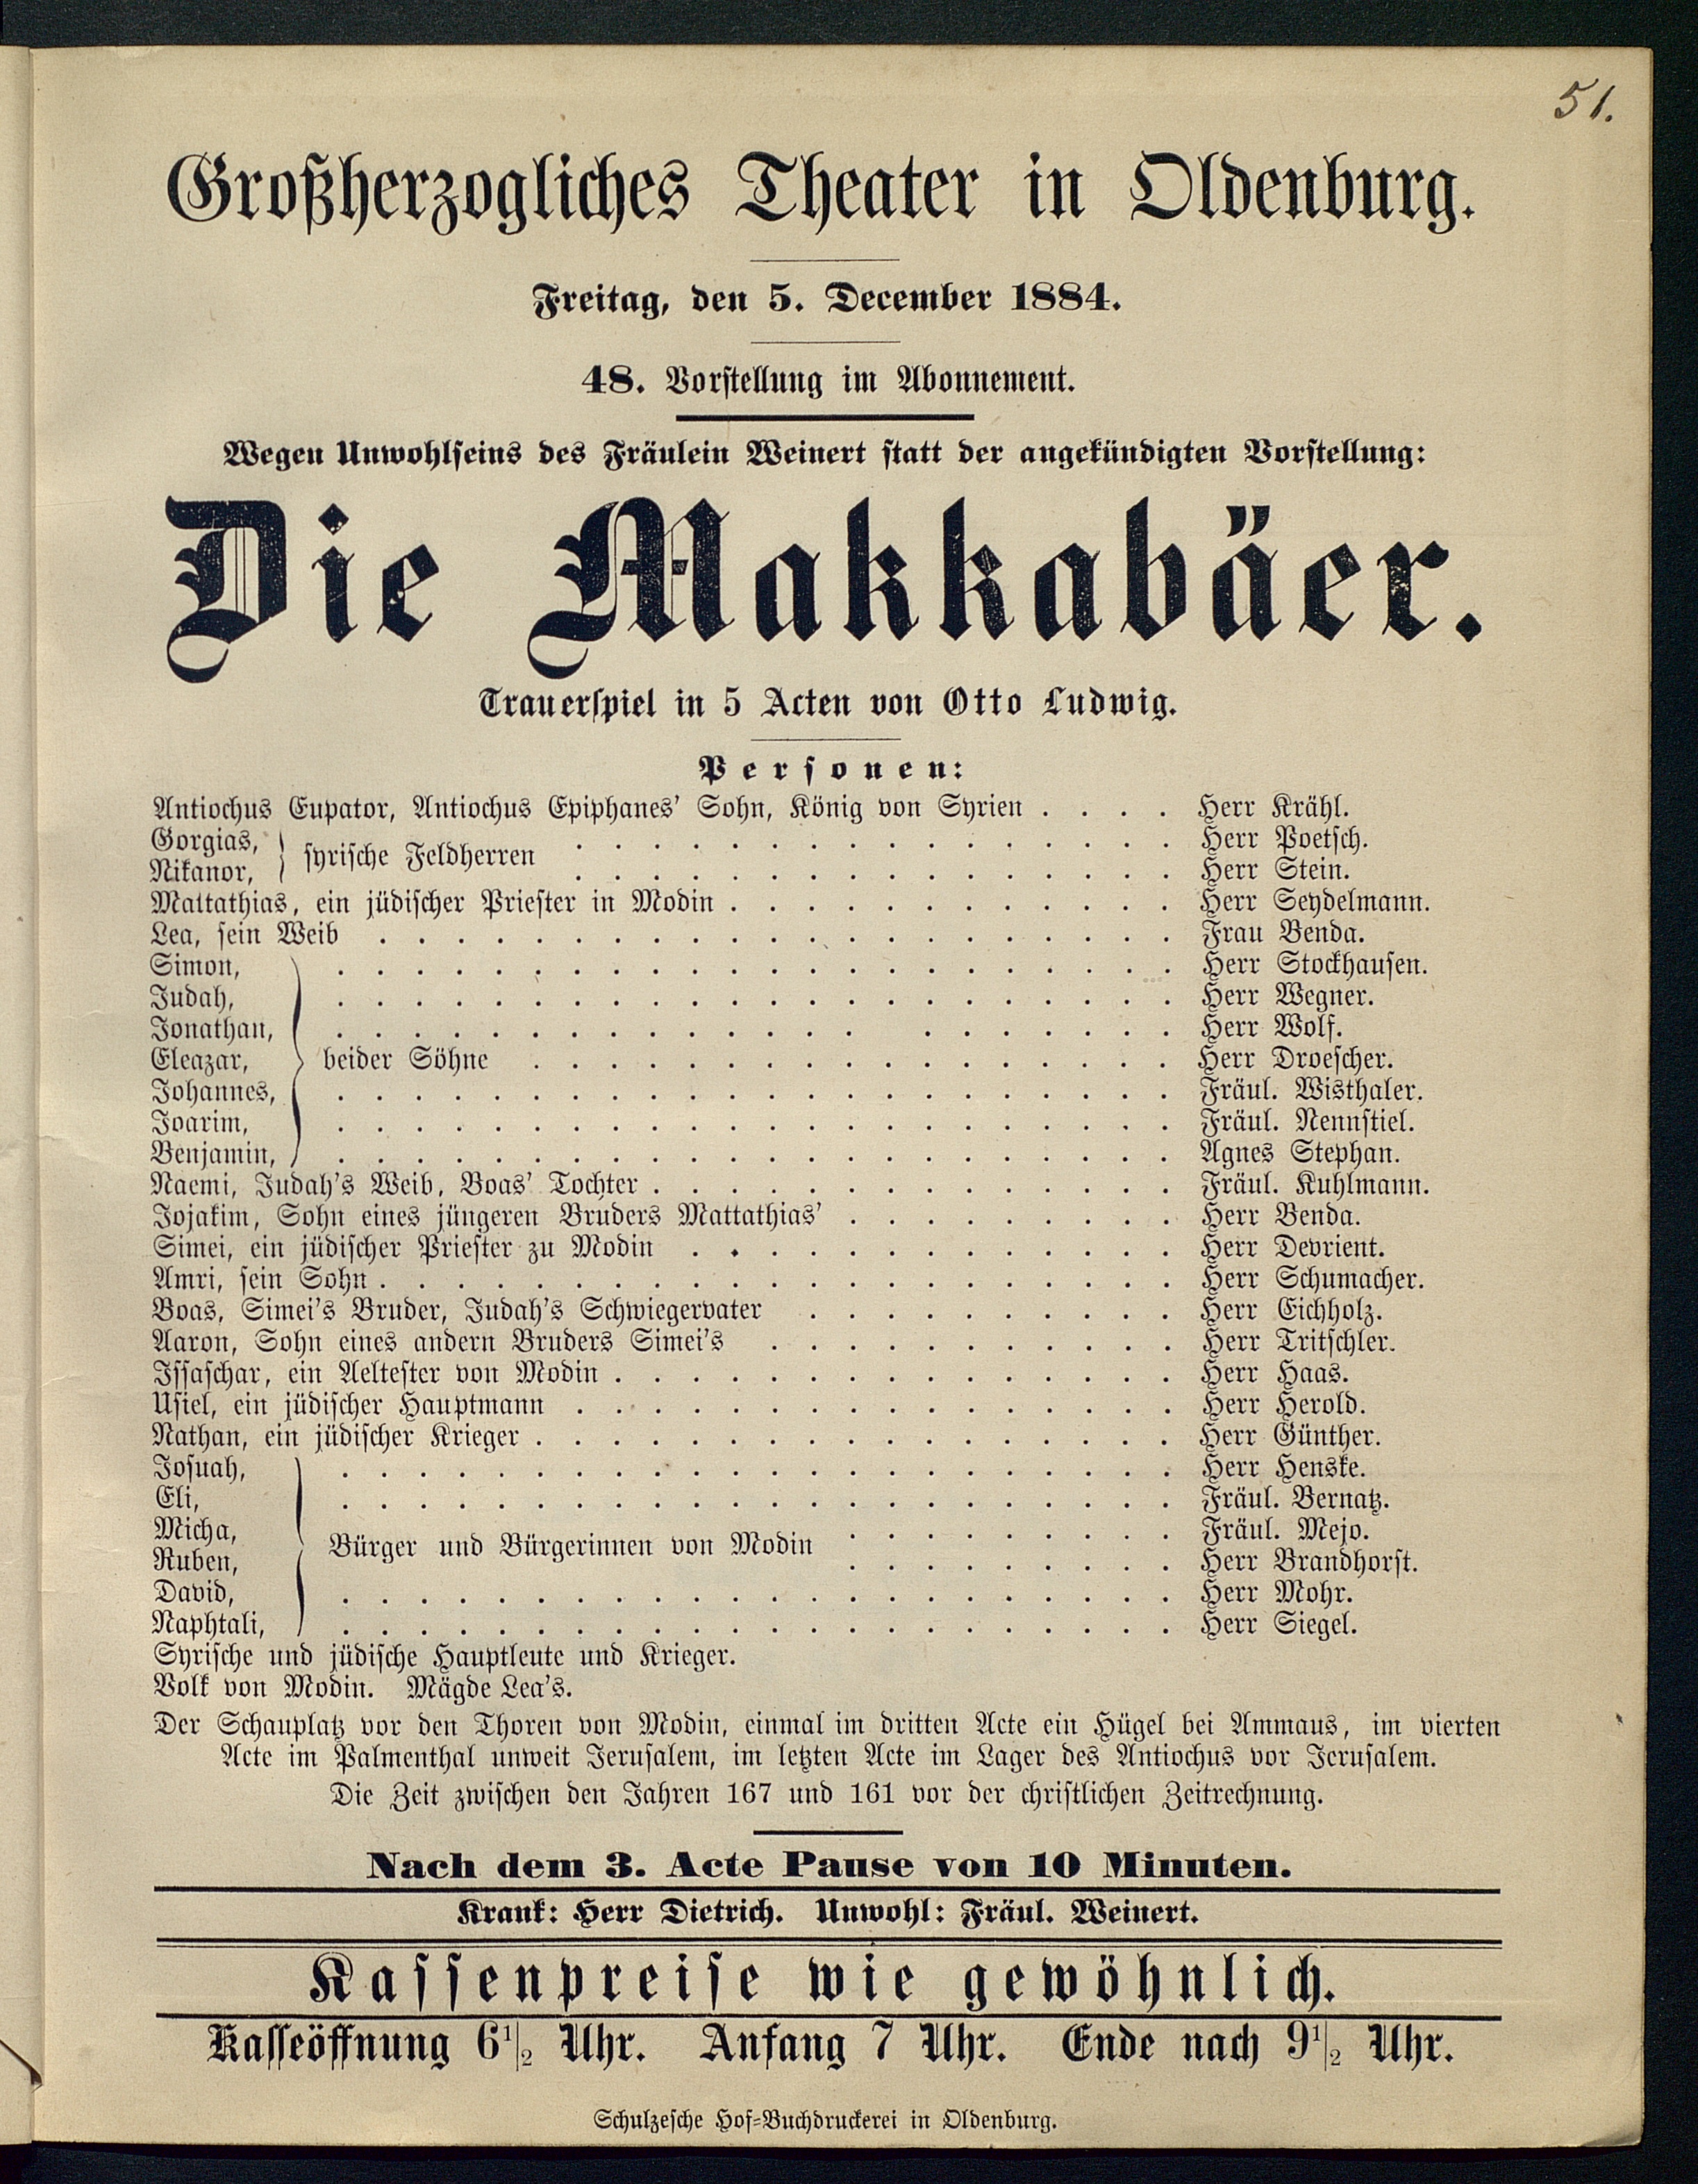 51.
Großherzogliches Theater in Oldenburg.
Freitag, den 5. December 1884.
48. Vorstellung im Abonnement.
Wegen Unwohlseins des Fräulein Weinert statt der angekündigten Vorstellung:
Die Makkabäer.
Trauerspiel in 5 Acten von Otto Ludwig.
Personen:
Antiochus Eupator, Antiochus Epiphanes' Sohn, König von Syrien . . . . Herr Krähl.
Gorgias, } syrische Feldherren . . . . Herr Poetsch.
Nikanor, . . . . Herr Stein.
Mattathias, ein jüdischer Priester in Modin . . . . Herr Seydelmann.
Lea, sein Weib . . . . Frau Benda.
Simon, . . . . Herr Stockhausen.
Judah, . . . . Herr Wegner.
Jonathan, . . . . Herr Wolf.
Eleazar, } beider Söhne . . . . Herr Droescher.
Johannes, . . . . Fräul. Wisthaler.
Joarim, . . . . Fräul. Nennstiel.
Benjamin, . . . . Agnes Stephan.
Naemi, Judah's Weib, Boas' Tochter . . . . Fräul. Kuhlmann.
Jojakim, Sohn eines jüngeren Bruders Mattathias' . . . . Herr Benda.
Simei, ein jüdischer Priester zu Modin . . . . Herr Devrient.
Amri, sein Sohn . . . . Herr Schumacher.
Boas, Simei's Bruder, Judah's Schwiegervater . . . . Herr Eichholz.
Aaron, Sohn eines andern Bruders Simei's . . . . Herr Tritschler.
Issaschar, ein Aeltester von Modin . . . . Herr Haas.
Usiel, ein jüdischer Hauptmann . . . . Herr Herold.
Nathan, ein jüdischer Krieger . . . . Herr Günther.
Josuah, . . . . Herr Henske.
Eli, . . . . Fräul. Bernatz.
Micha, . . . . Fräul. Mejo.
} Bürger und Bürgerinnen von Modin
Ruben, . . . . Herr Brandhorst.
David, . . . . Herr Mohr.
Naphtali, . . . . Herr Siegel.
Syrische und jüdische Hauptleute und Krieger.
Volk von Modin. Mägde Lea's.
Der Schauplatz vor den Thoren von Modin, einmal im dritten Acte ein Hügel bei Ammaus, im vierten
Acte im Palmenthal unweit Jerusalem, im letzten Acte im Lager des Antiochus vor Jerusalem.
Die Zeit zwischen den Jahren 167 und 161 vor der christlichen Zeitrechnung.
Nach dem 3. Acte Pause von 10 Minuten.
Krank: Herr Dietrich. Unwohl: Fräul. Weinert.
Kassenpreise wie gewöhnlich.
Kasseöffnung 6 1/2 Uhr. Anfang 7 Uhr. Ende nach 9 1/2 Uhr.
Schulzesche Hof-Buchdruckerei in Oldenburg.